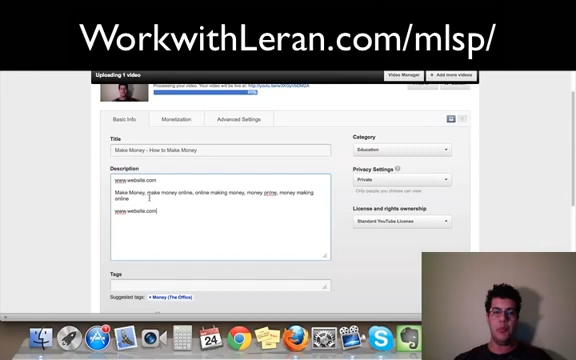 WorkwithLeran.com/mlsp/
Uploading 1 video
Video Manager
+ Add more videos
Basic Info
Monetization
Advanced Settings
Title
Make Money - How to Make Money
Description
www.website.com
Make Money, make money online, online making money, money onlne, money making
online
www.website.com
Tags
Suggested tags:
+ Money (The Office)
Category
Education
Privacy Settings
?
Private
Only people you choose can view
License and rights ownership
Standard YouTube License
24